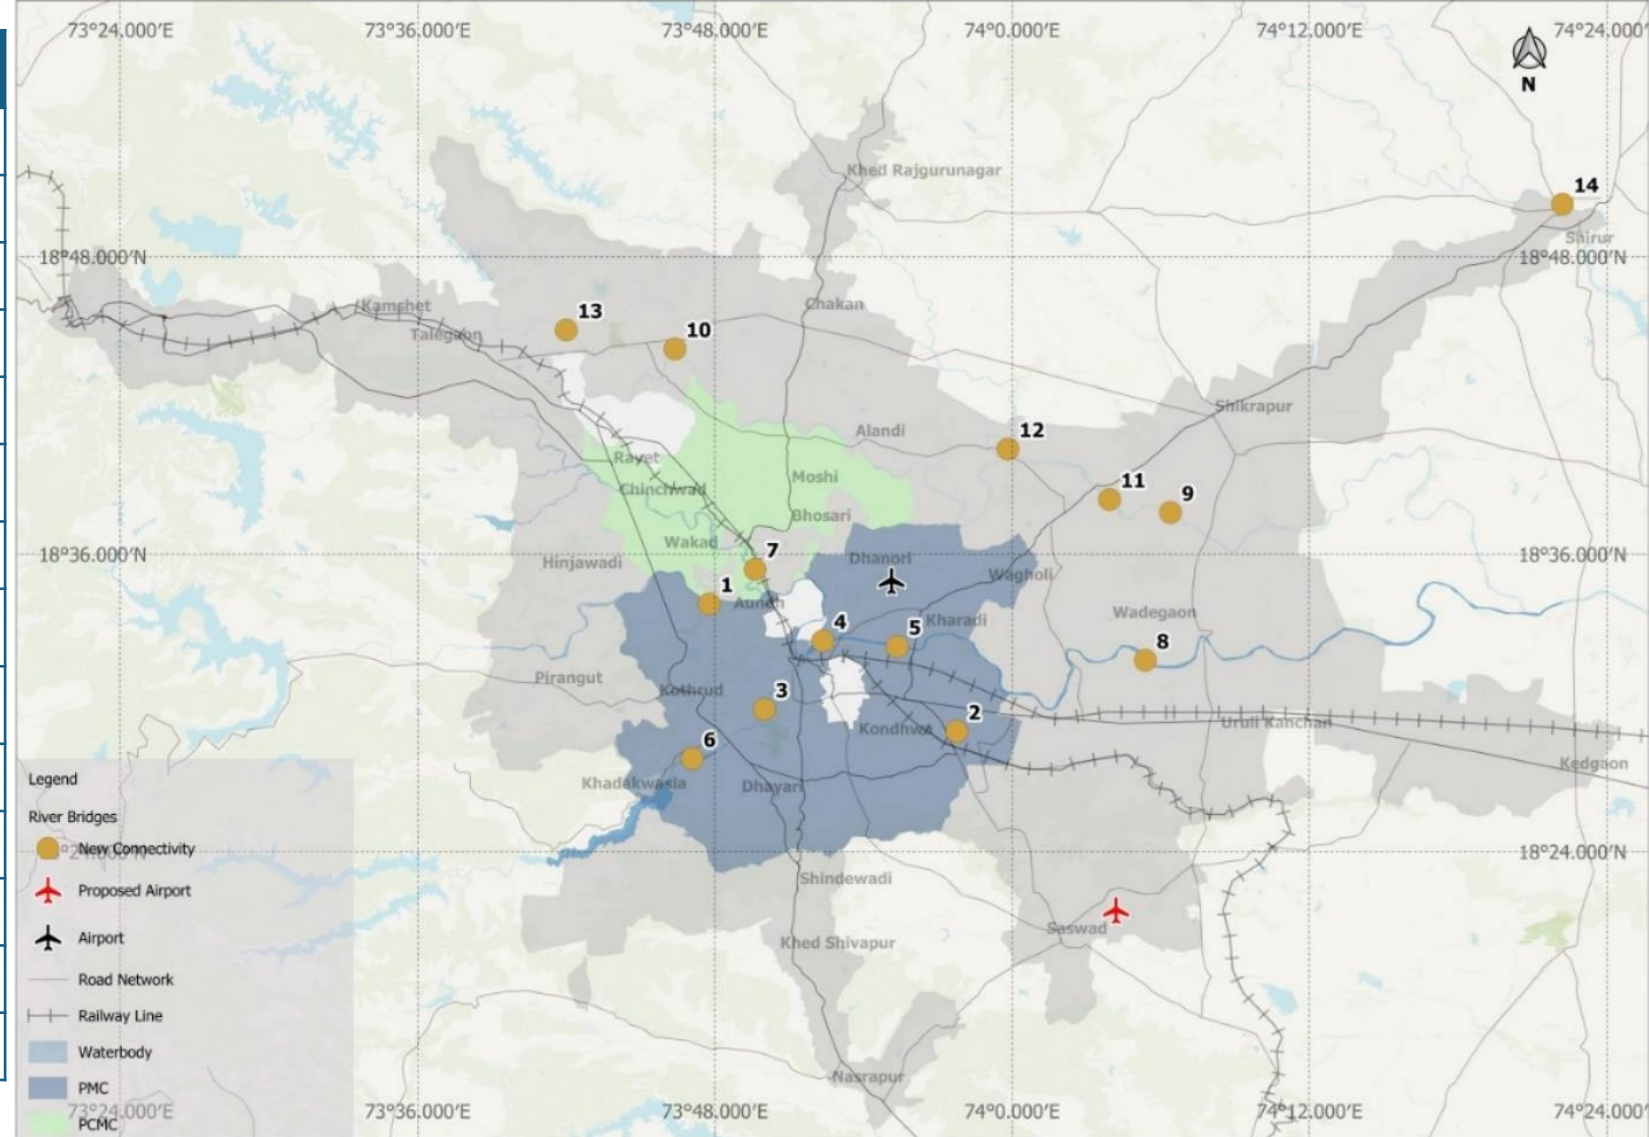 73°24.000'E 73°36.000'E 73°48.000'E 74°0.000'E 74°12.000'E 74°24.000'
N
Khed Rajgurunagar
14
Shirur
18°48.000'N 18°48.000'N
Kamshet
Chakan
13
Talegaon
10
Shikrapur
Alandi
12
Ravet
Moshi
11
Chinchwad
9
Bhosari
Wakad
18°36.000'N 18°36.000'N
7
Hinjawadi
Dhanori
Wagholi
1
Aundh
Wadegaon
4
5
Kharadi
8
Pirangut
Kothrud
3
2
Kondhwa
Uruli Kanchan
6
Kedgaon
Khadakwasla
Dhayari
Legend
River Bridges
New Connectivity
18°24.000'N
Shindewadi
Proposed Airport
Saswad
Airport
Khed Shivapur
Road Network
Railway Line
Waterbody
Nasrapur
PMC
73°24.000'E 73°36.000'E 73°48.000'E 74°0.000'E 74°12.000'E 74°24.000'
PCMC